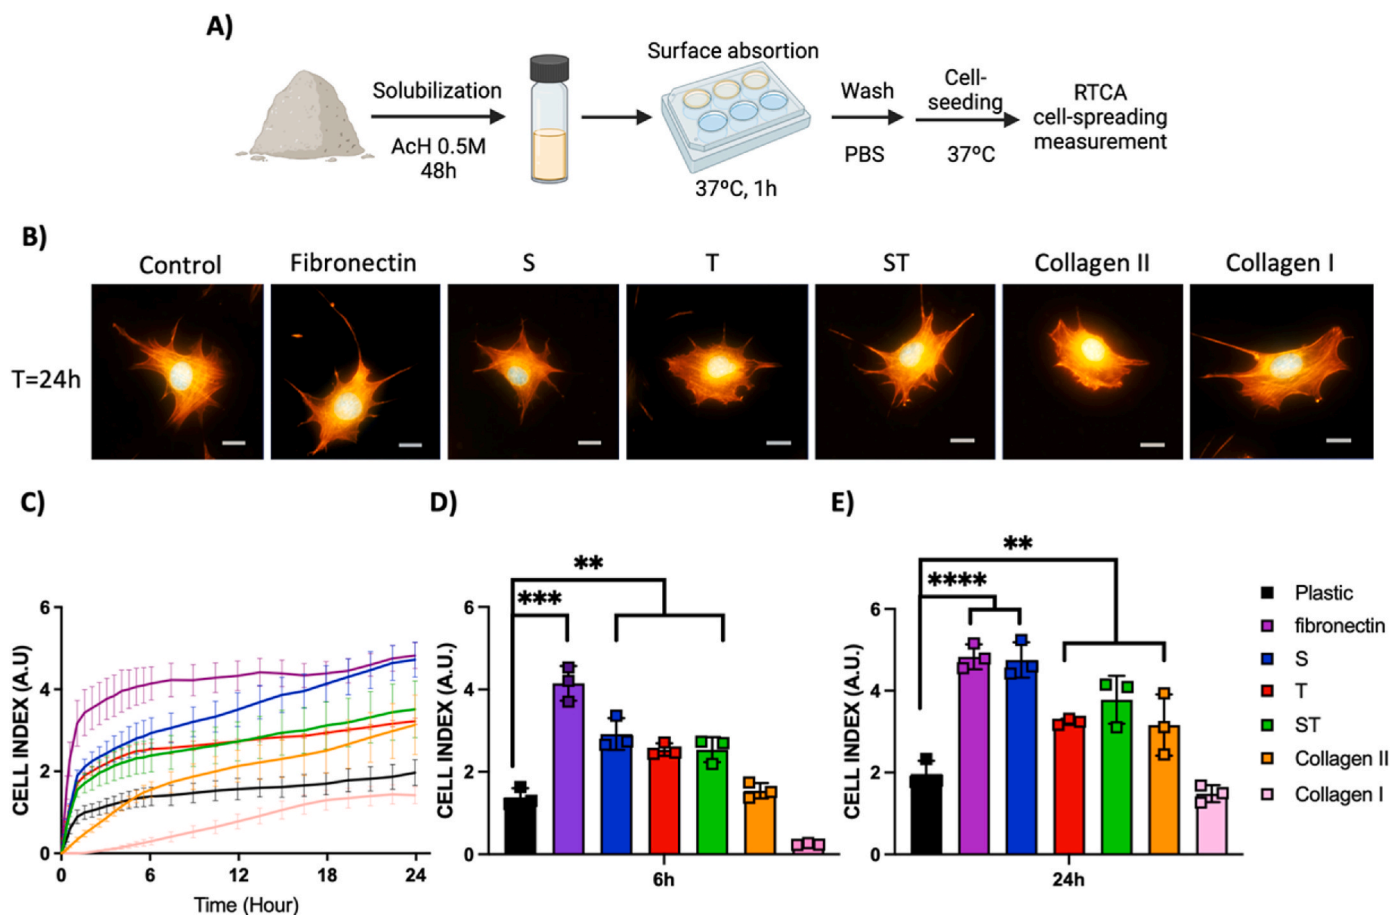 A)
Solubilization
AcH 0.5M
48h
Surface absortion
37ºC, 1h
Wash
PBS
Cell-
seeding
37ºC
RTCA
cell-spreading
measurement
B)
Control
Fibronectin
S
T
ST
Collagen II
Collagen I
T=24h
C)
CELL INDEX (A.U)
6
4
2
0
0 6 12 18 24
Time (Hour)
D)
CELL INDEX (A.U.)
6
4
2
0
**
***
6h
E)
CELL INDEX (A.U.)
6
4
2
0
**
****
24h
Plastic
fibronectin
S
T
ST
Collagen II
Collagen I